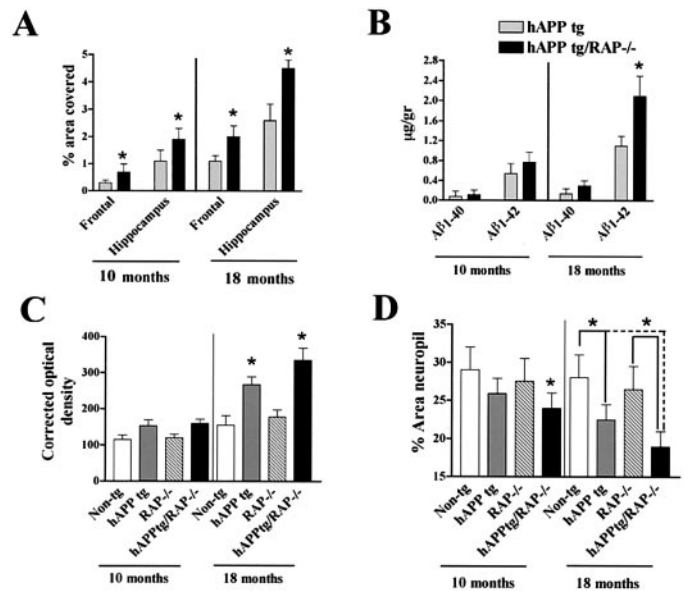 A
% area covered
5
4
3
2
1
0
*
*
*
*
Frontal
Hippocampus
Frontal
Hippocampus
10 months
18 months
B
hAPP tg
hAPP tg/RAP-/-
µg/gr
2.8
2.4
2.0
1.6
1.2
0.8
0.4
0.0
*
Aβ1-40
Aβ1-42
Aβ1-40
Aβ1-42
10 months
18 months
C
Corrected optical
density
400
300
200
100
0
*
*
Non-tg
hAPP tg
RAP-/-
hAPPtg/RAP-/-
Non-tg
hAPP tg
RAP-/-
hAPPtg/RAP-/-
10 months
18 months
D
% Area neuropil
35
30
25
20
15
*
*
*
Non-tg
hAPP tg
RAP-/-
hAPPtg/RAP-/-
Non-tg
hAPP tg
RAP-/-
hAPPtg/RAP-/-
10 months
18 months